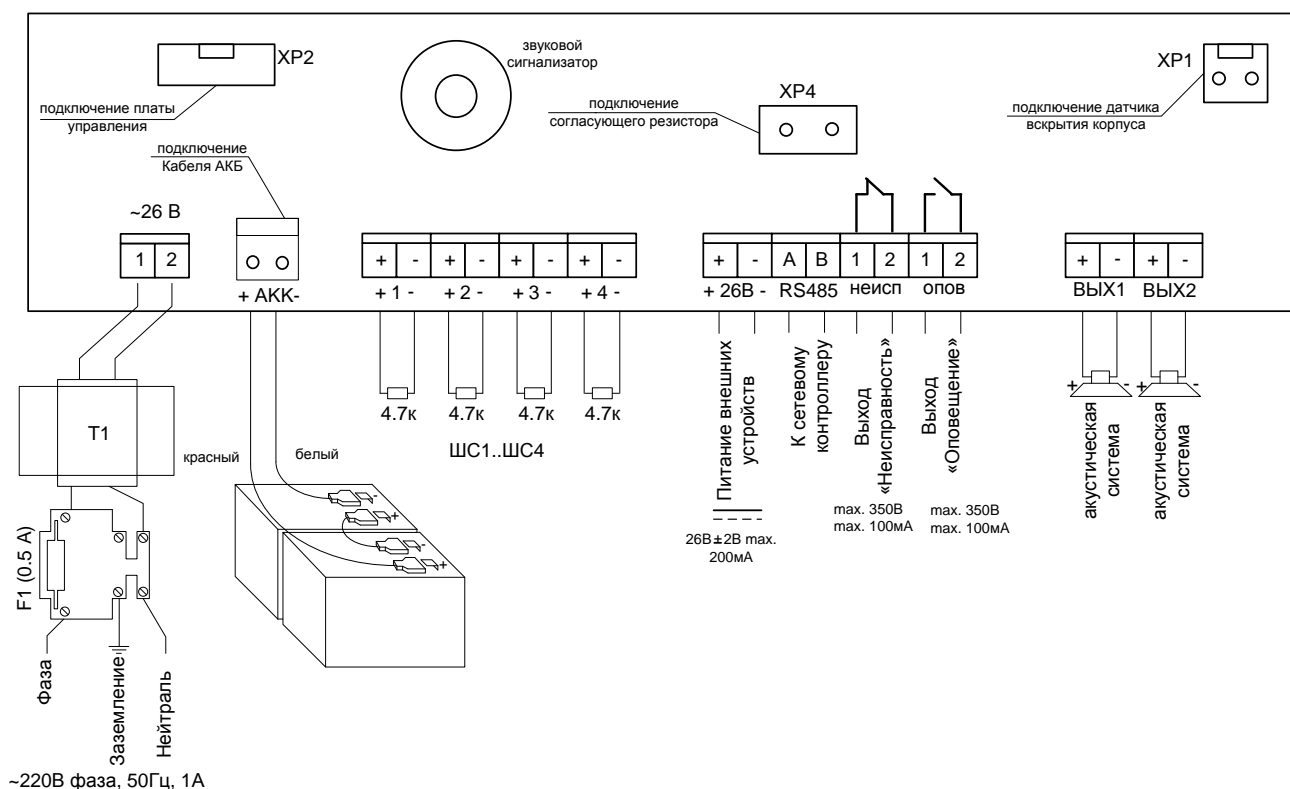 XP2
звуковой
сигнализатор
XP1
подключение платы
управления
подключение
согласующего резистора
XP4
подключение датчика
вскрытия корпуса
подключение
Кабеля АКБ
~26 В
1 2
+ - + - + - + -
+ - A B 1 2 1 2
+ - + -
+ АКК-
+ 1 - + 2 - + 3 - + 4 -
+ 26В - RS485 неисп опов
ВЫХ1 ВЫХ2
4.7к 4.7к 4.7к 4.7к
ШС1..ШС4
Питание внешних
устройств
26В±2В max.
200мА
К сетевому
контроллеру
Выход
«Неисправность»
max. 350В
max. 100мА
Выход
«Оповещение»
max. 350В
max. 100мА
+ - + -
акустическая
система
акустическая
система
T1
красный
белый
-
+
-
+
F1 (0.5 А)
Фаза
Заземление
Нейтраль
~220В фаза, 50Гц, 1А